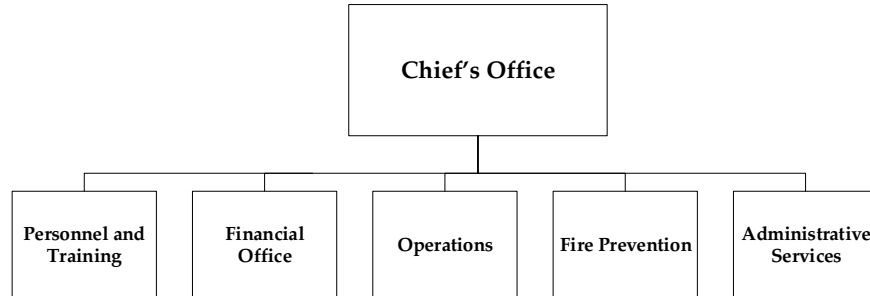 Chief’s Office
Personnel and
Training
Financial
Office
Operations
Fire Prevention
Administrative
Services